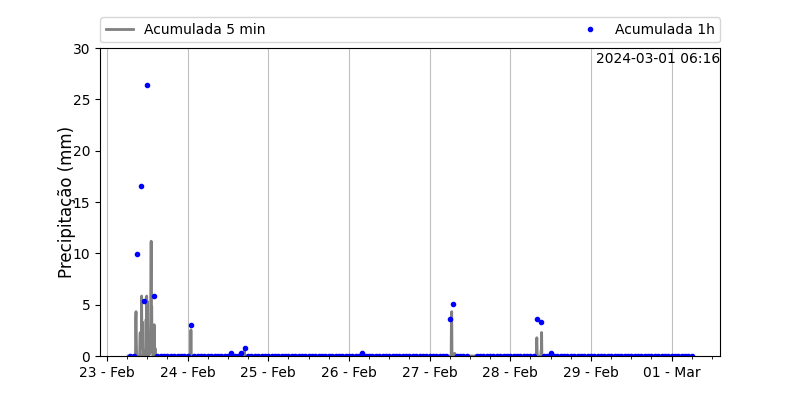 Acumulada 5 min
Acumulada 1h
2024-03-01 06:16
Precipitação (mm)
30
25
20
15
10
5
0
23 - Feb
24 - Feb
25 - Feb
26 - Feb
27 - Feb
28 - Feb
29 - Feb
01 - Mar